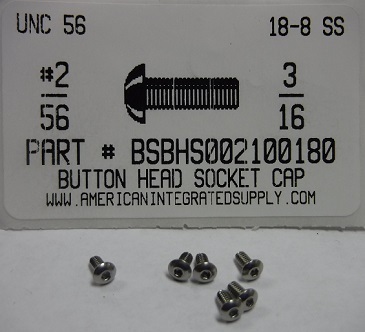 UNC 56 18-8 SS
#2 3
56 16
PART # BSBHS002100180
BUTTON HEAD SOCKET CAP
WWW.AMERICANINTEGRATEDSUPPLY.COM